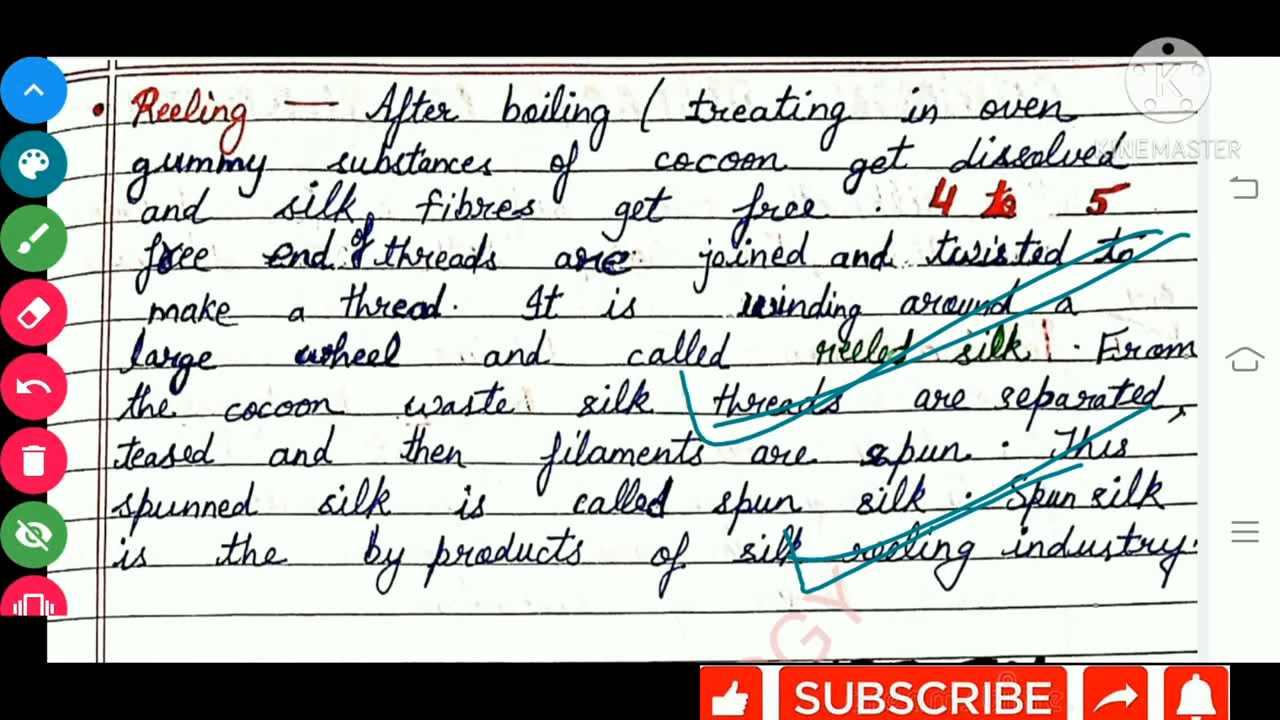 K
KINEMASTER
• Reeling — After boiling ( treating in oven
gummy substances of cocoon get dissolved
and silk fibres get free. 4 to 5
free end of threads are joined and twisted to
make a thread. It is winding around a
large wheel and called reeled silk. From
the cocoon waste silk threads are separated,
teased and then filaments are spun. This
spunned silk is called spun silk. Spun silk
is the by products of silk reeling industry.
SUBSCRIBE